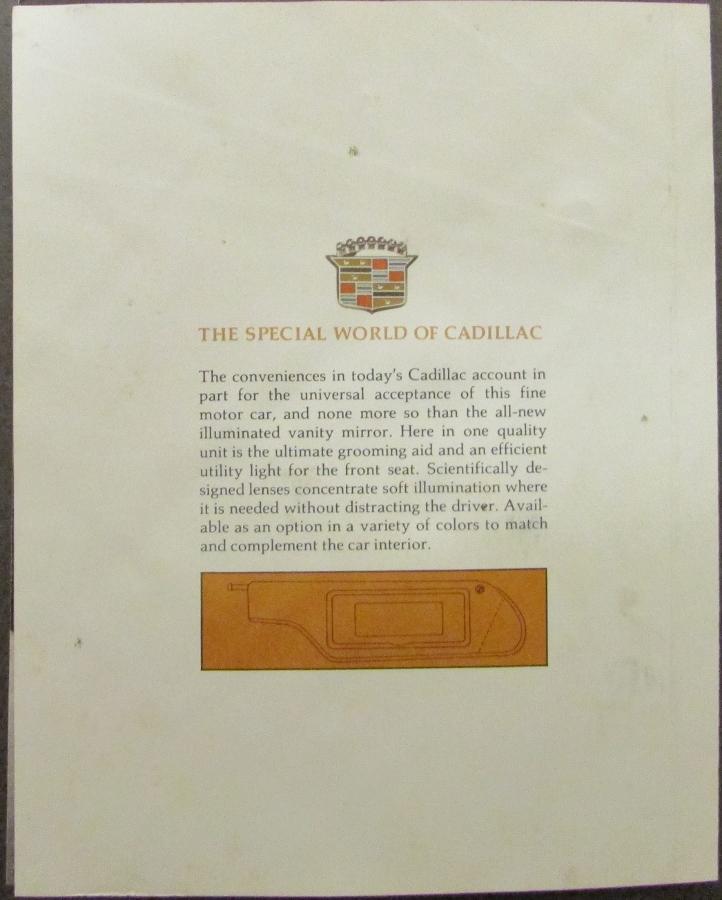 THE SPECIAL WORLD OF CADILLAC
The conveniences in today's Cadillac account in
part for the universal acceptance of this fine
motor car, and none more so than the all-new
illuminated vanity mirror. Here in one quality
unit is the ultimate grooming aid and an efficient
utility light for the front seat. Scientifically de-
signed lenses concentrate soft illumination where
it is needed without distracting the driver. Avail-
able as an option in a variety of colors to match
and complement the car interior.